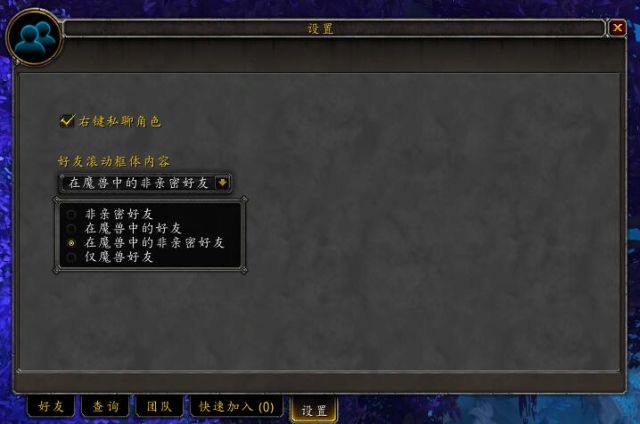 设置
右键私聊角色
好友滚动框体内容
在魔兽中的非亲密好友
非亲密好友
在魔兽中的好友
在魔兽中的非亲密好友
仅魔兽好友
好友 查询 团队 快速加入 (0) 设置